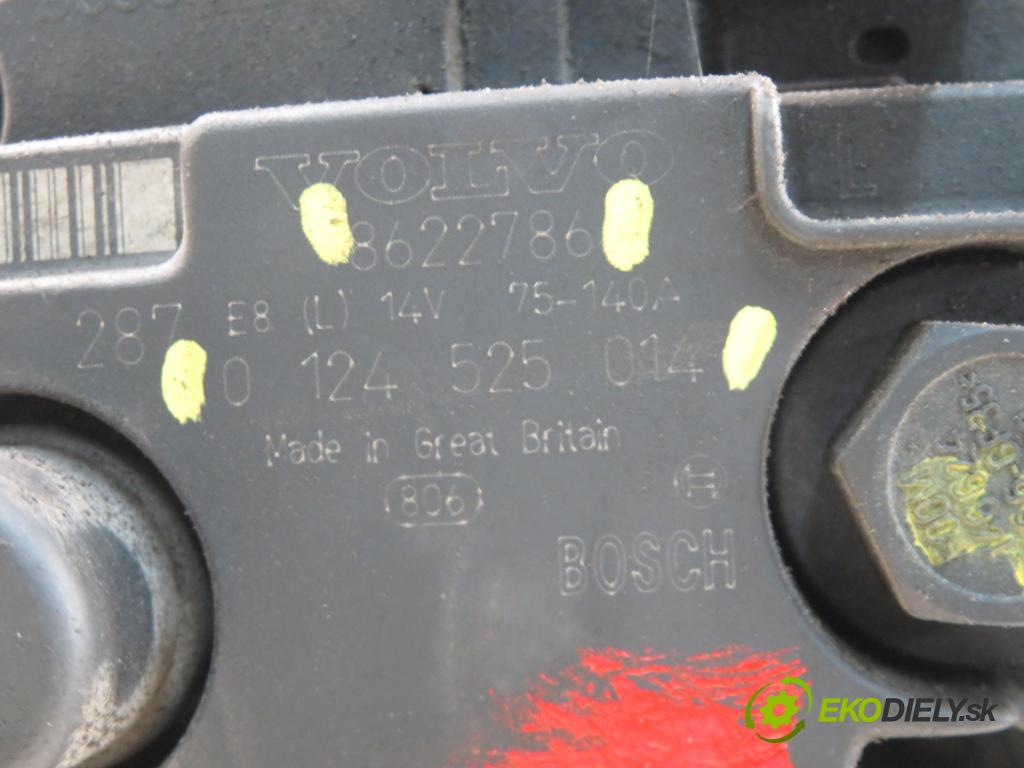 VOLVO
8622786
287 E8 (L) 14V 75-140A
0 124 525 014
Made in Great Britain
806
BOSCH
L
EKODIELY.sk